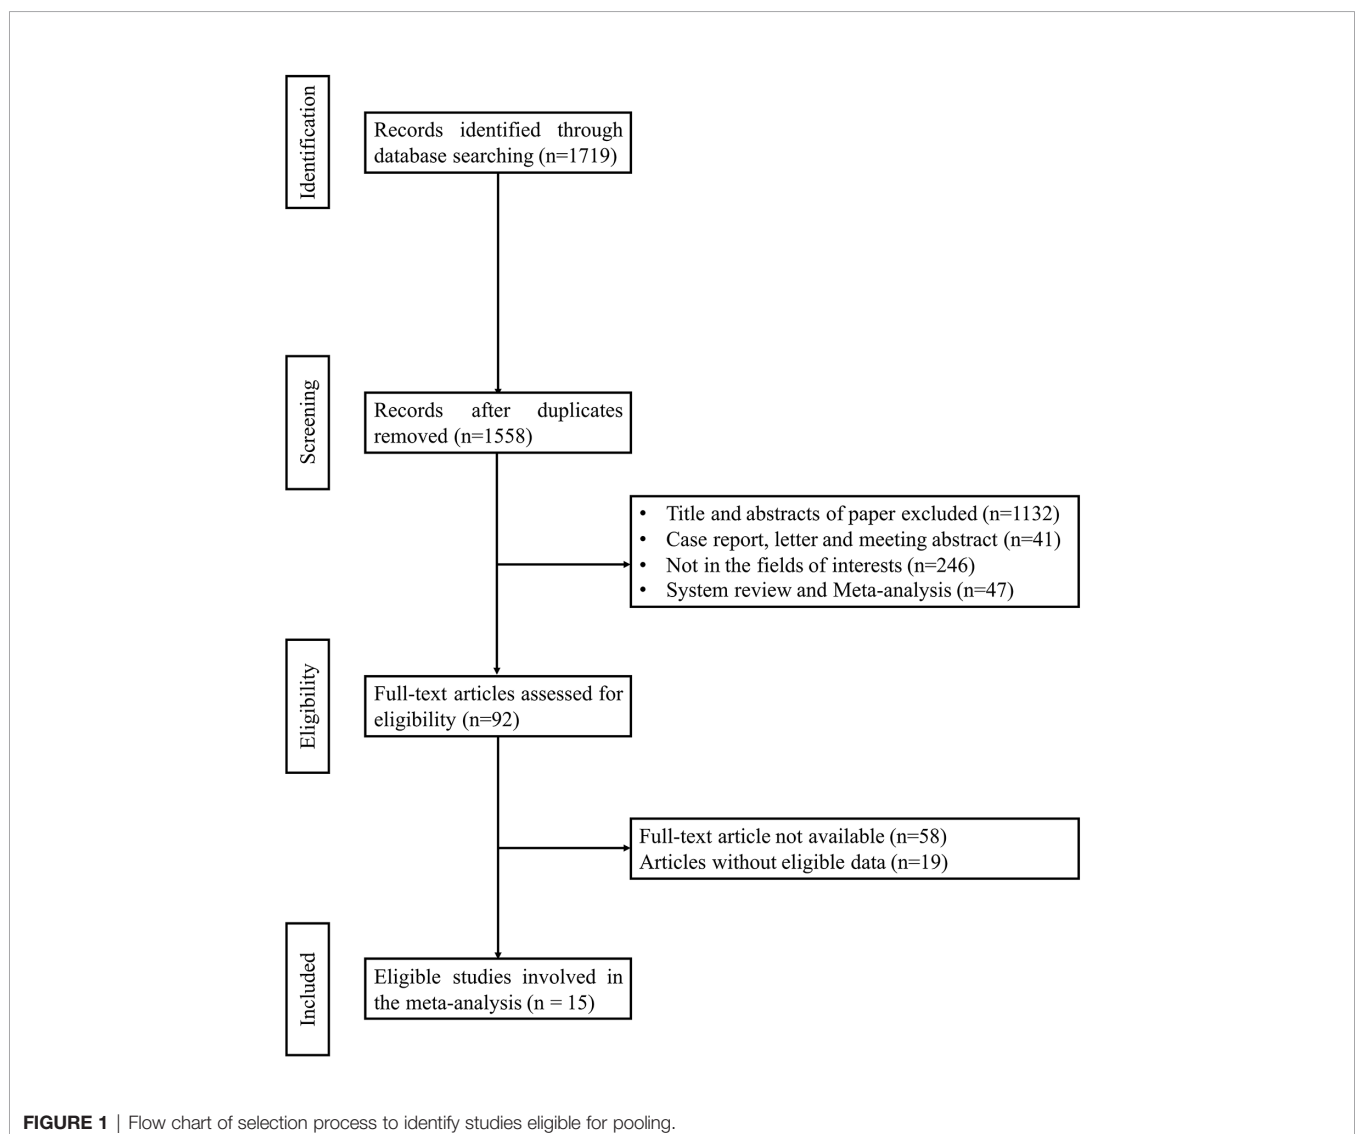 Identification
Records identified through
database searching (n=1719)
Screening
Records after duplicates
removed (n=1558)
• Title and abstracts of paper excluded (n=1132)
• Case report, letter and meeting abstract (n=41)
• Not in the fields of interests (n=246)
• System review and Meta-analysis (n=47)
Eligibility
Full-text articles assessed for
eligibility (n=92)
Full-text article not available (n=58)
Articles without eligible data (n=19)
Included
Eligible studies involved in
the meta-analysis (n = 15)
FIGURE 1 | Flow chart of selection process to identify studies eligible for pooling.